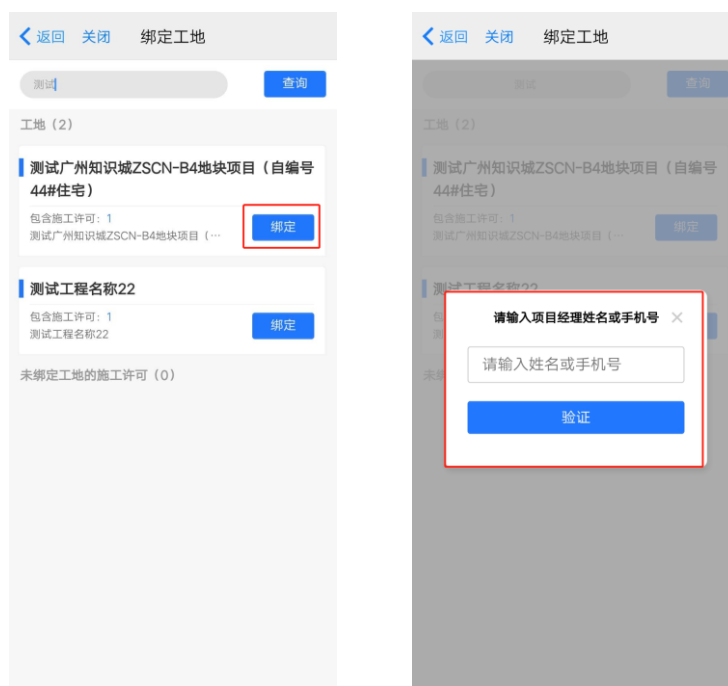 返回 关闭 绑定工地
测试 查询
工地（2）
测试广州知识城ZSCN-B4地块项目（自编号
44#住宅）
包含施工许可：1
测试广州知识城ZSCN-B4地块项目（…
绑定
测试工程名称22
包含施工许可：1
测试工程名称22
绑定
未绑定工地的施工许可（0）
返回 关闭 绑定工地
测试 查询
工地（2）
测试广州知识城ZSCN-B4地块项目（自编号
44#住宅）
包含施工许可：1
测试广州知识城ZSCN-B4地块项目（…
绑定
测试工程名称22
请输入项目经理姓名或手机号
请输入姓名或手机号
验证